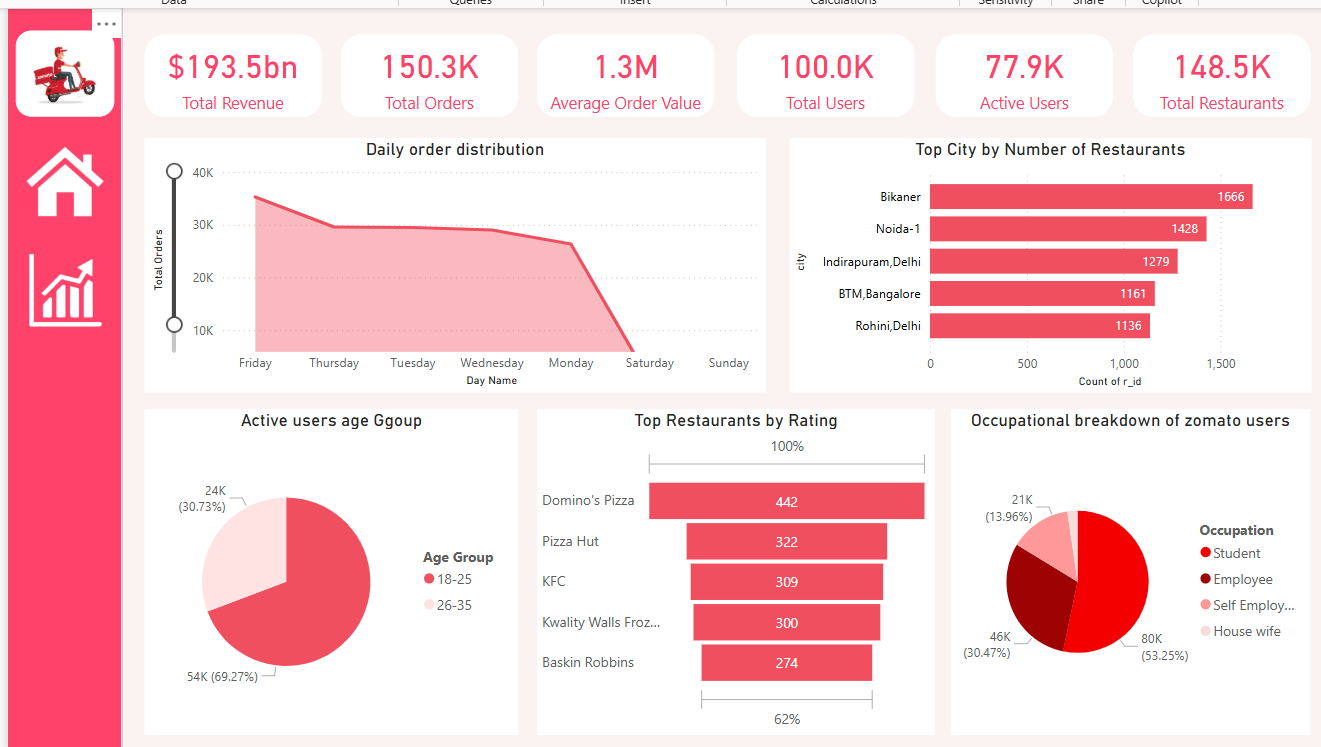 Data Queries Insert Calculations Sensitivity Share Copilot
$193.5bn
Total Revenue
150.3K
Total Orders
1.3M
Average Order Value
100.0K
Total Users
77.9K
Active Users
148.5K
Total Restaurants
Daily order distribution
Total Orders
40K
30K
20K
10K
Friday Thursday Tuesday Wednesday Monday Saturday Sunday
Day Name
Top City by Number of Restaurants
city
Bikaner 1666
Noida-1 1428
Indirapuram,Delhi 1279
BTM,Bangalore 1161
Rohini,Delhi 1136
0 500 1,000 1,500
Count of r_id
Active users age Ggoup
24K
(30.73%)
54K (69.27%)
Age Group
18-25
26-35
Top Restaurants by Rating
100%
Domino's Pizza 442
Pizza Hut 322
KFC 309
Kwality Walls Froz... 300
Baskin Robbins 274
62%
Occupational breakdown of zomato users
21K
(13.96%)
46K
(30.47%)
80K
(53.25%)
Occupation
Student
Employee
Self Employ...
House wife